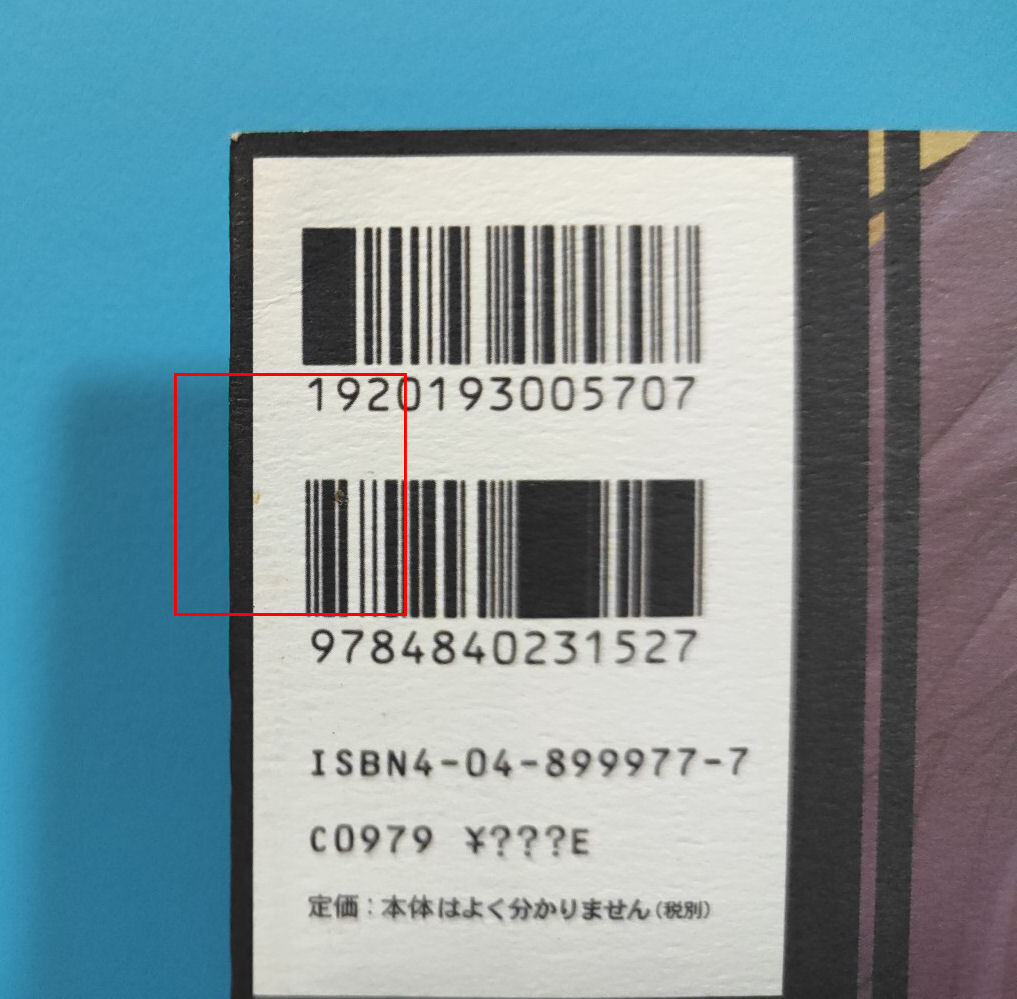 1920193005707
9784840231527
ISBN4-04-899977-7
C0979 ¥???E
定価：本体はよく分かりません（税別）